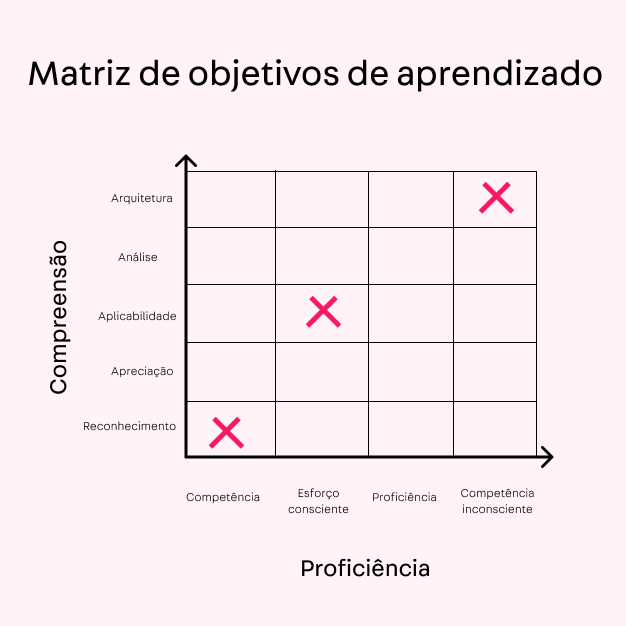 Matriz de objetivos de aprendizado
Compreensão
Arquitetura
Análise
Aplicabilidade
Apreciação
Reconhecimento
Competência
Esforço
consciente
Proficiência
Competência
inconsciente
Proficiência